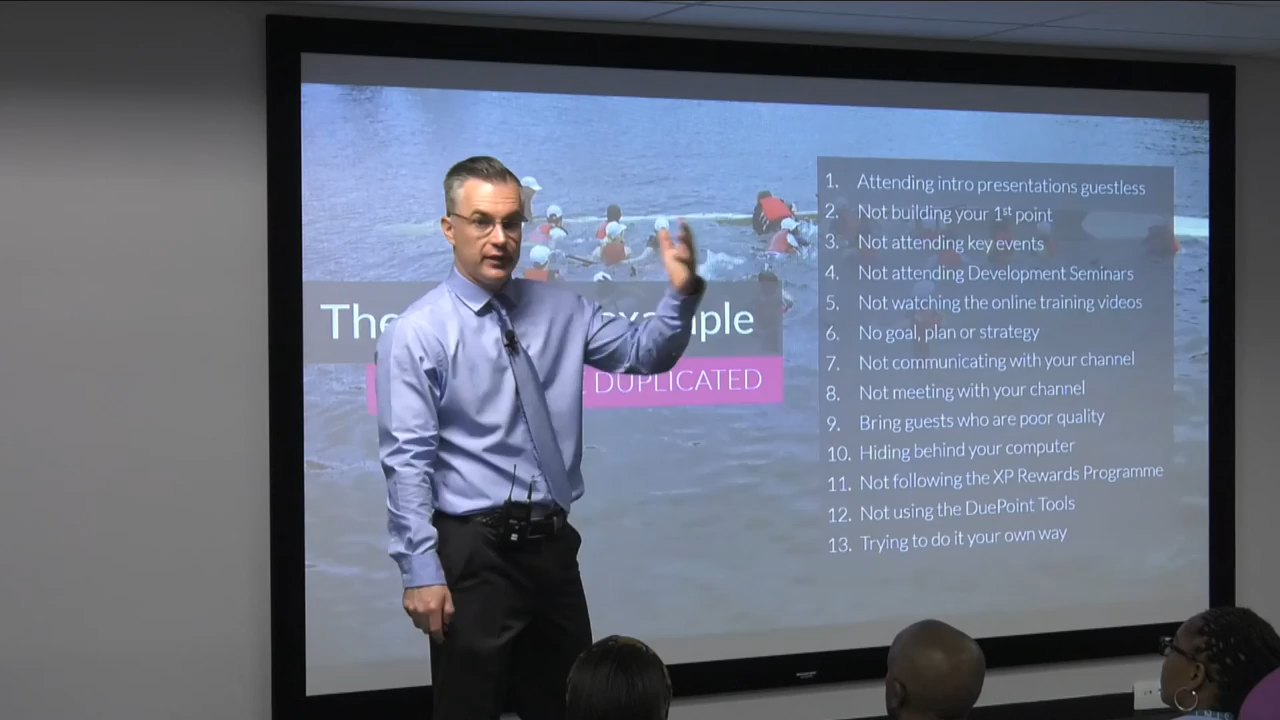 The
example
DUPLICATED
1. Attending intro presentations guestless
2. Not building your 1st point
3. Not attending key events
4. Not attending Development Seminars
5. Not watching the online training videos
6. No goal, plan or strategy
7. Not communicating with your channel
8. Not meeting with your channel
9. Bring guests who are poor quality
10. Hiding behind your computer
11. Not following the XP Rewards Programme
12. Not using the DuePoint Tools
13. Trying to do it your own way